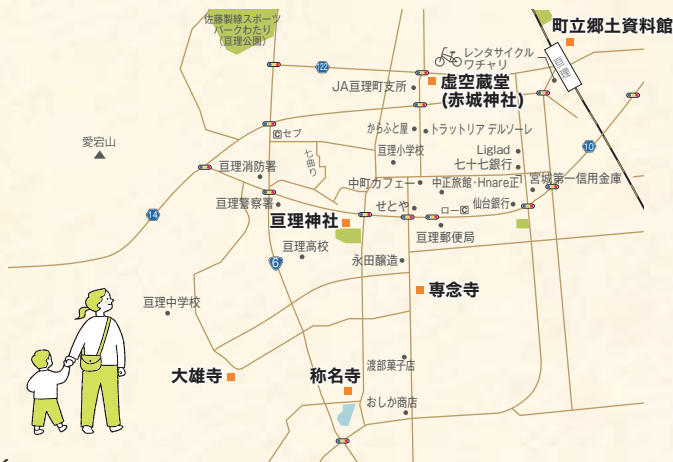 佐藤製線スポーツ
パークわたり
(亘理公園)
町立郷土資料館
レンタサイクル
ワチャリ
亘理
122
JA亘理町支所
虚空蔵堂
(赤城神社)
からふと屋
トラットリア デルソーレ
セブ
愛宕山
七曲り
亘理小学校
Liglad
七十七銀行
10
亘理消防署
中町カフェー
中正旅館・Hnare正
宮城第一信用金庫
亘理警察署
せとや
ロー
仙台銀行
14
亘理神社
亘理郵便局
亘理高校
6
永田醸造
専念寺
亘理中学校
渡部菓子店
大雄寺
称名寺
おしか商店